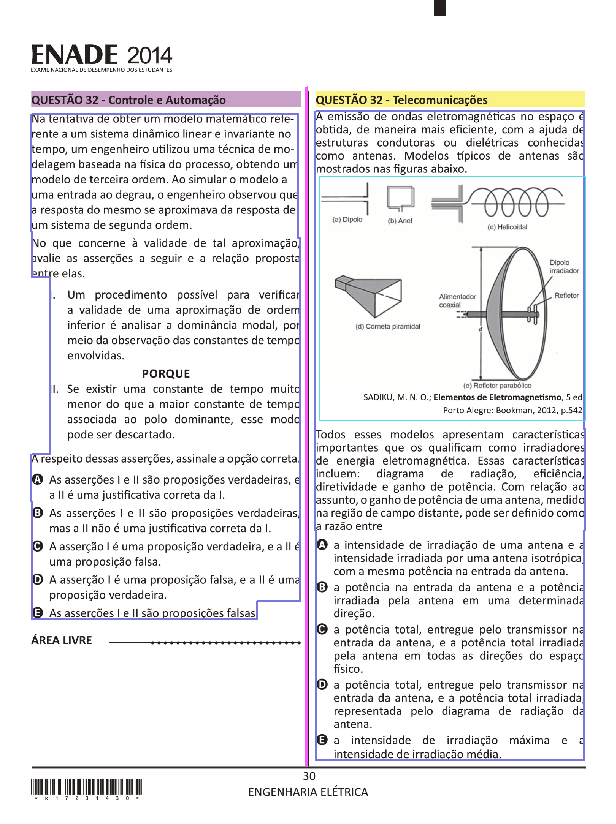 ENADE 2014
EXAME NACIONAL DE DESEMPENHO DOS ESTUDANTES
QUESTÃO 32 - Controle e Automação
Na tentativa de obter um modelo matemático refe-
rente a um sistema dinâmico linear e invariante no
tempo, um engenheiro utilizou uma técnica de mo-
delagem baseada na física do processo, obtendo um
modelo de terceira ordem. Ao simular o modelo a
uma entrada ao degrau, o engenheiro observou que
a resposta do mesmo se aproximava da resposta de
um sistema de segunda ordem.
No que concerne à validade de tal aproximação,
avalie as asserções a seguir e a relação proposta
entre elas.
I. Um procedimento possível para verificar
a validade de uma aproximação de ordem
inferior é analisar a dominância modal, por
meio da observação das constantes de tempo
envolvidas.
PORQUE
I. Se existir uma constante de tempo muito
menor do que a maior constante de tempo
associada ao polo dominante, esse modo
pode ser descartado.
A respeito dessas asserções, assinale a opção correta.
A As asserções I e II são proposições verdadeiras, e
a II é uma justificativa correta da I.
B As asserções I e II são proposições verdadeiras,
mas a II não é uma justificativa correta da I.
C A asserção I é uma proposição verdadeira, e a II é
uma proposição falsa.
D A asserção I é uma proposição falsa, e a II é uma
proposição verdadeira.
E As asserções I e II são proposições falsas
ÁREA LIVRE
QUESTÃO 32 - Telecomunicações
A emissão de ondas eletromagnéticas no espaço é
obtida, de maneira mais eficiente, com a ajuda de
estruturas condutoras ou dielétricas conhecidas
como antenas. Modelos típicos de antenas são
mostrados nas figuras abaixo.
(a) Dipolo
(b) Anel
(c) Helicoidal
(d) Corneta piramidal
Alimentador
coaxial
d
Dipolo
irradiador
Refletor
(e) Refletor parabólico
SADIKU, M. N. O.; Elementos de Eletromagnetismo, 5 ed
Porto Alegre: Bookman, 2012, p.542
Todos esses modelos apresentam características
importantes que os qualificam como irradiadores
de energia eletromagnética. Essas características
incluem: diagrama de radiação, eficiência,
diretividade e ganho de potência. Com relação ao
assunto, o ganho de potência de uma antena, medido
na região de campo distante, pode ser definido como
a razão entre
A a intensidade de irradiação de uma antena e a
intensidade irradiada por uma antena isotrópica,
com a mesma potência na entrada da antena.
B a potência na entrada da antena e a potência
irradiada pela antena em uma determinada
direção.
C a potência total, entregue pelo transmissor na
entrada da antena, e a potência total irradiada
pela antena em todas as direções do espaço
físico.
D a potência total, entregue pelo transmissor na
entrada da antena, e a potência total irradiada,
representada pelo diagrama de radiação da
antena.
E a intensidade de irradiação máxima e a
intensidade de irradiação média.
30
ENGENHARIA ELÉTRICA